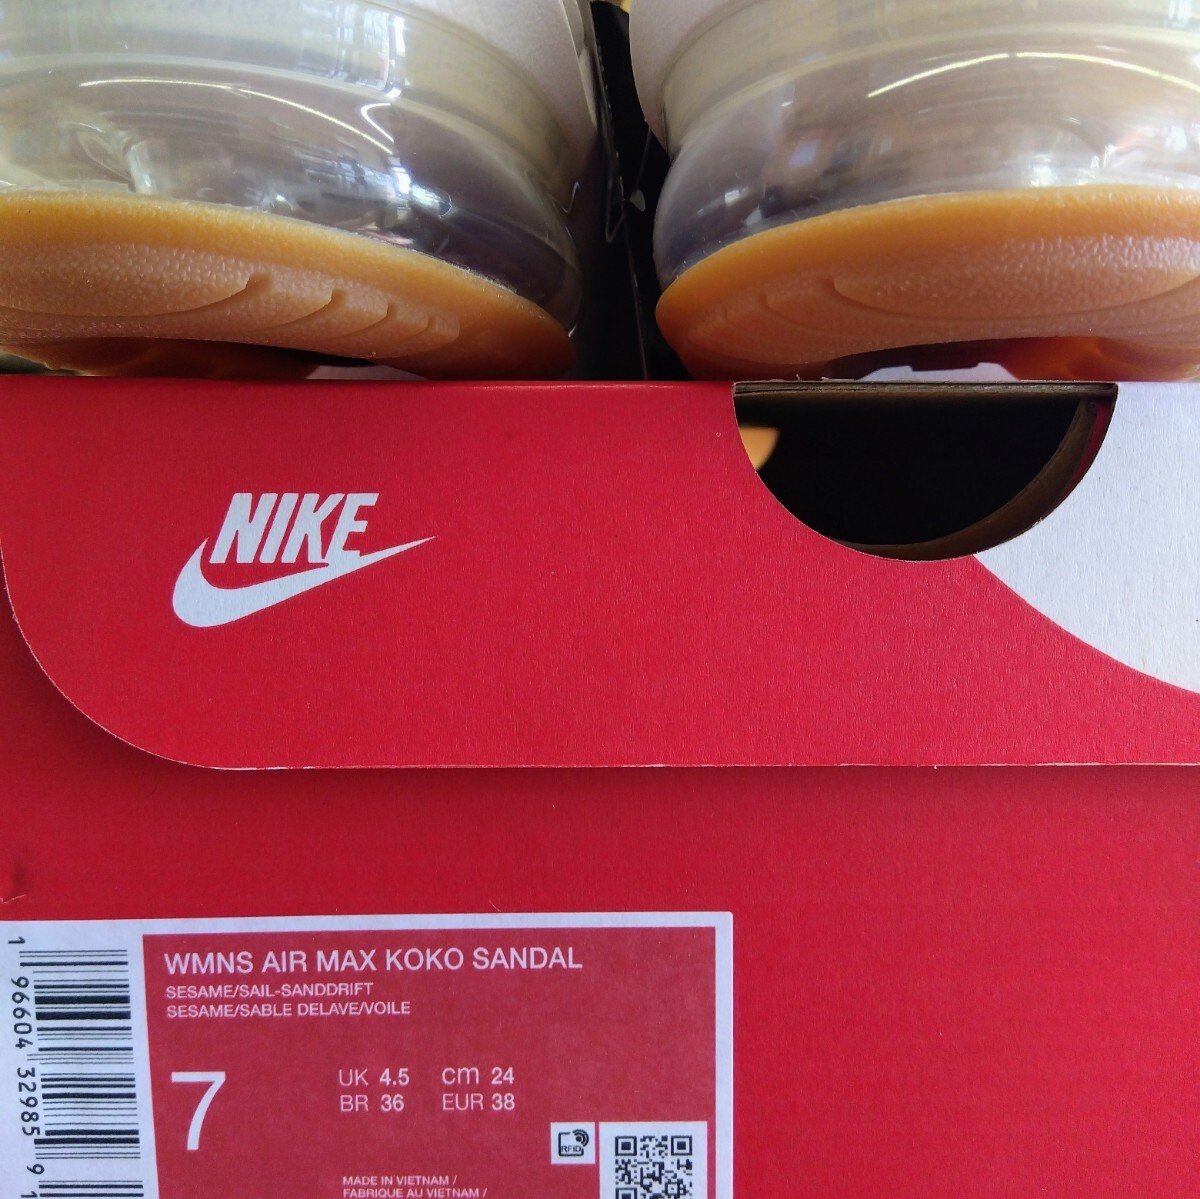 NIKE
WMNS AIR MAX KOKO SANDAL
SESAME/SAIL-SANDDRIFT
SESAME/SABLE DELAVE/VOILE
7
UK 4.5 cm 24
BR 36 EUR 38
RFID
MADE IN VIETNAM /
FABRIQUE AU VIETNAM /
1 96604 32985 9